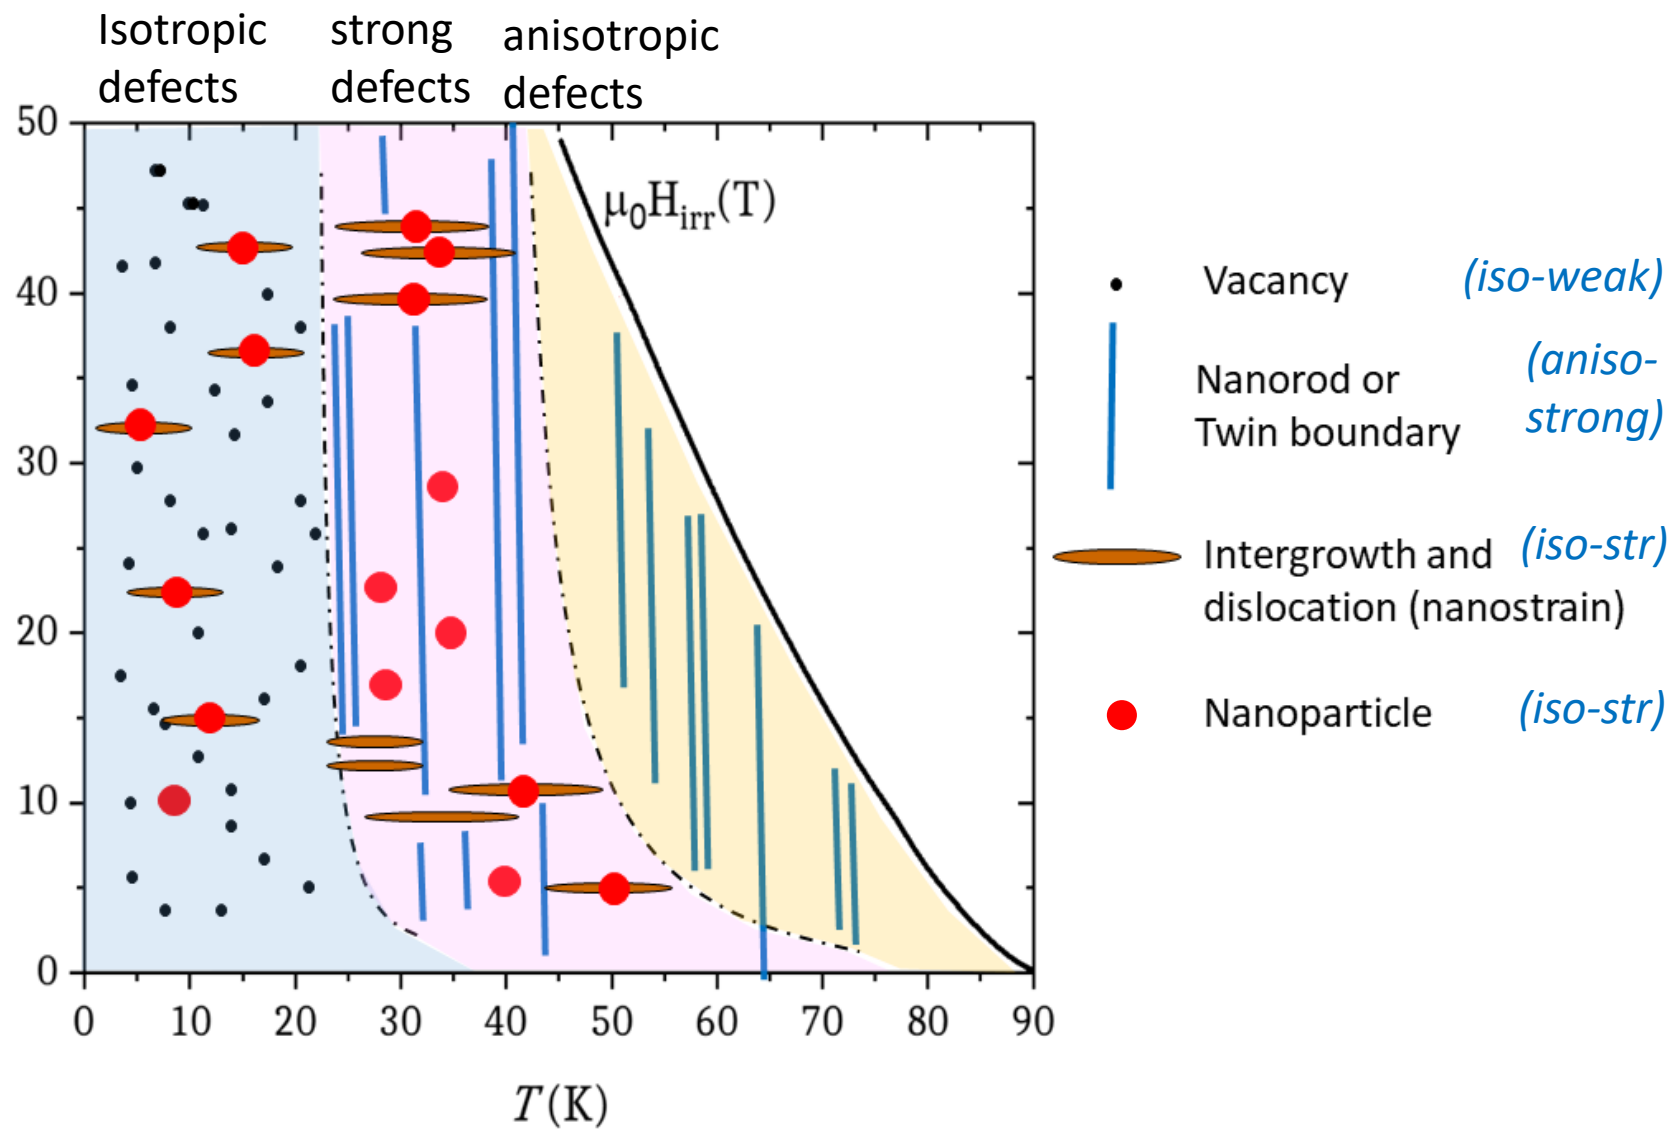 Isotropic
defects
strong
defects
anisotropic
defects
50
40
30
20
10
0
μ0Hirr(T)
0 10 20 30 40 50 60 70 80 90
T(K)
Vacancy (iso-weak)
Nanorod or
Twin boundary
(aniso-
strong)
Intergrowth and (iso-str)
dislocation (nanostrain)
Nanoparticle (iso-str)